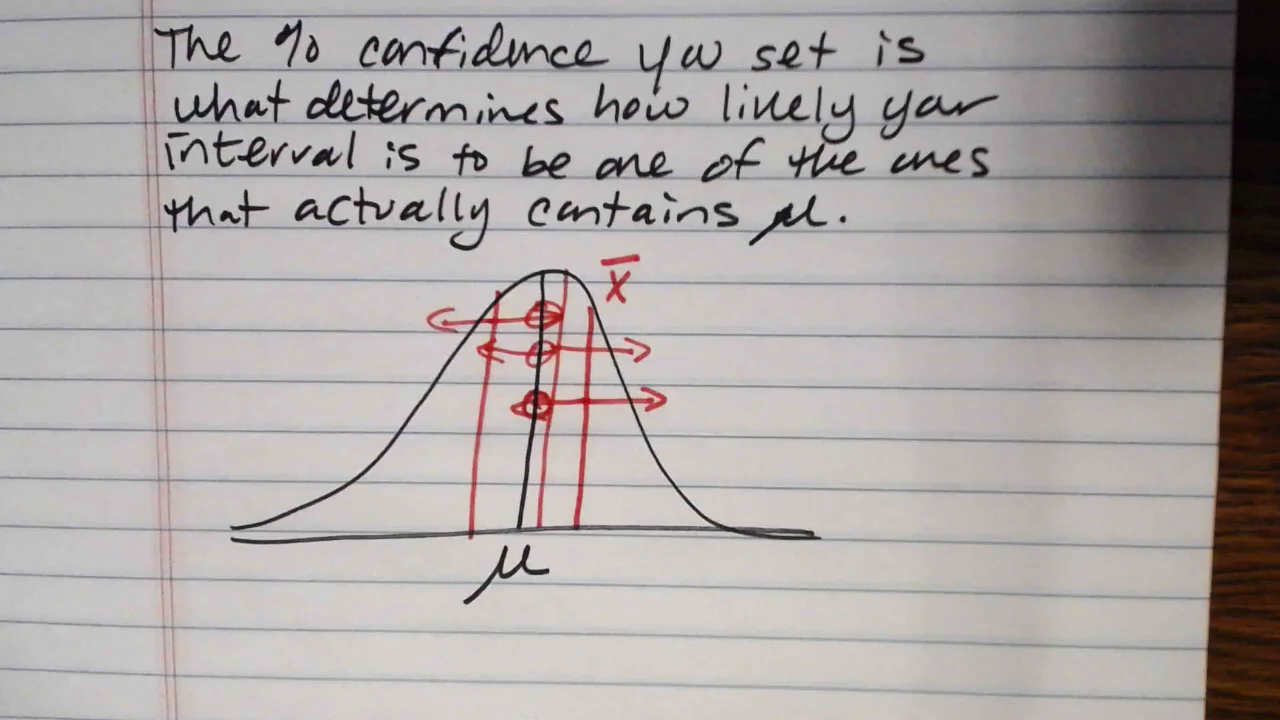 The % confidence you set is
what determines how likely your
interval is to be one of the ones
that actually contains μ.
x̄
μ